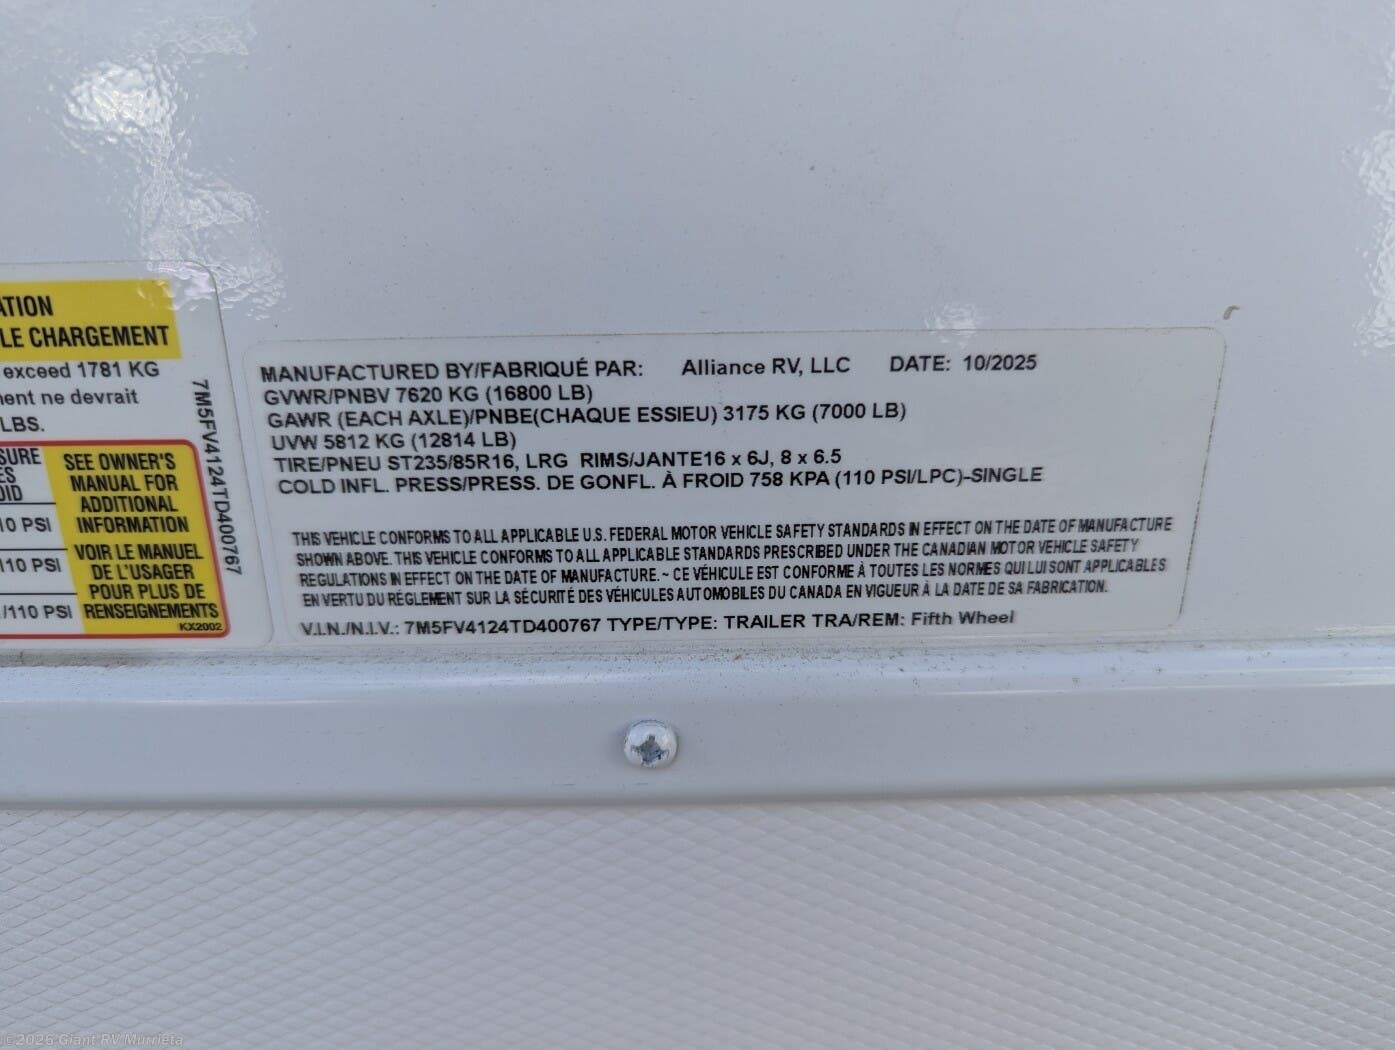 ATION
LE CHARGEMENT
exceed 1781 KG
ent ne devrait
LBS.
SURE
ES
OID
10 PSI
110 PSI
/110 PSI
SEE OWNER'S
MANUAL FOR
ADDITIONAL
INFORMATION
VOIR LE MANUEL
DE L'USAGER
POUR PLUS DE
RENSEIGNEMENTS
KX2002
7M5FV4124TD400767
MANUFACTURED BY/FABRIQUÉ PAR: Alliance RV, LLC DATE: 10/2025
GVWR/PNBV 7620 KG (16800 LB)
GAWR (EACH AXLE)/PNBE(CHAQUE ESSIEU) 3175 KG (7000 LB)
UVW 5812 KG (12814 LB)
TIRE/PNEU ST235/85R16, LRG RIMS/JANTE16 x 6J, 8 x 6.5
COLD INFL. PRESS/PRESS. DE GONFL. À FROID 758 KPA (110 PSI/LPC)-SINGLE
THIS VEHICLE CONFORMS TO ALL APPLICABLE U.S. FEDERAL MOTOR VEHICLE SAFETY STANDARDS IN EFFECT ON THE DATE OF MANUFACTURE
SHOWN ABOVE. THIS VEHICLE CONFORMS TO ALL APPLICABLE STANDARDS PRESCRIBED UNDER THE CANADIAN MOTOR VEHICLE SAFETY
REGULATIONS IN EFFECT ON THE DATE OF MANUFACTURE. ~ CE VÉHICULE EST CONFORME À TOUTES LES NORMES QUI LUI SONT APPLICABLES
EN VERTU DU RÉGLEMENT SUR LA SÉCURITÉ DES VÉHICULES AUTOMOBILES DU CANADA EN VIGUEUR À LA DATE DE SA FABRICATION.
V.I.N./N.I.V.: 7M5FV4124TD400767 TYPE/TYPE: TRAILER TRA/REM: Fifth Wheel
©2026 Giant RV Murrieta